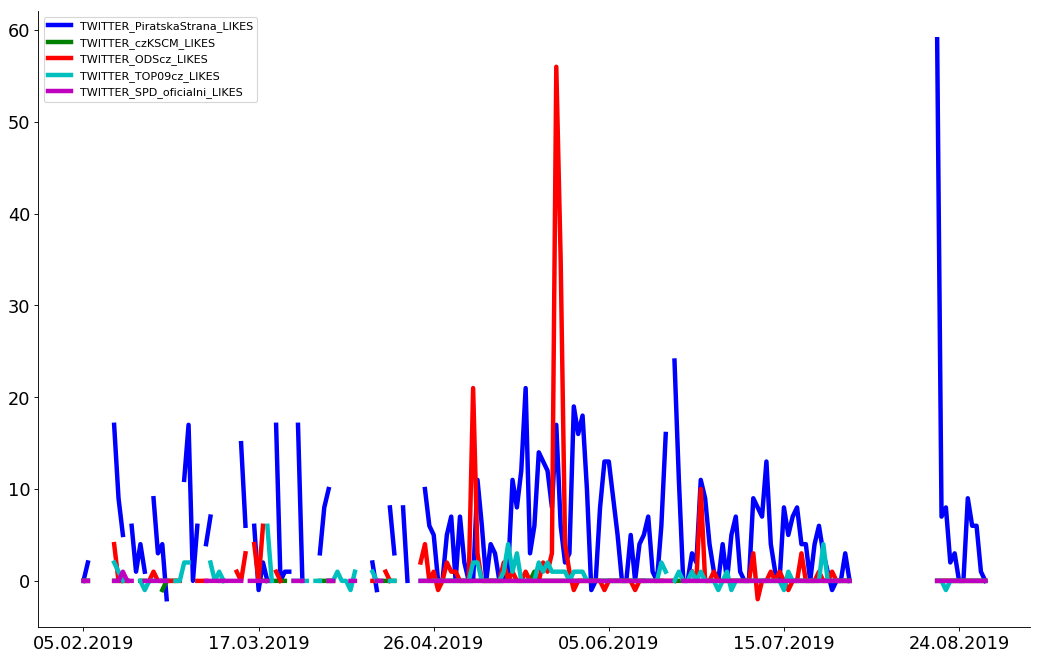 60
50
40
30
20
10
0
TWITTER_PiratskaStrana_LIKES
TWITTER_czKSCM_LIKES
TWITTER_ODScz_LIKES
TWITTER_TOP09cz_LIKES
TWITTER_SPD_oficialni_LIKES
05.02.2019 17.03.2019 26.04.2019 05.06.2019 15.07.2019 24.08.2019